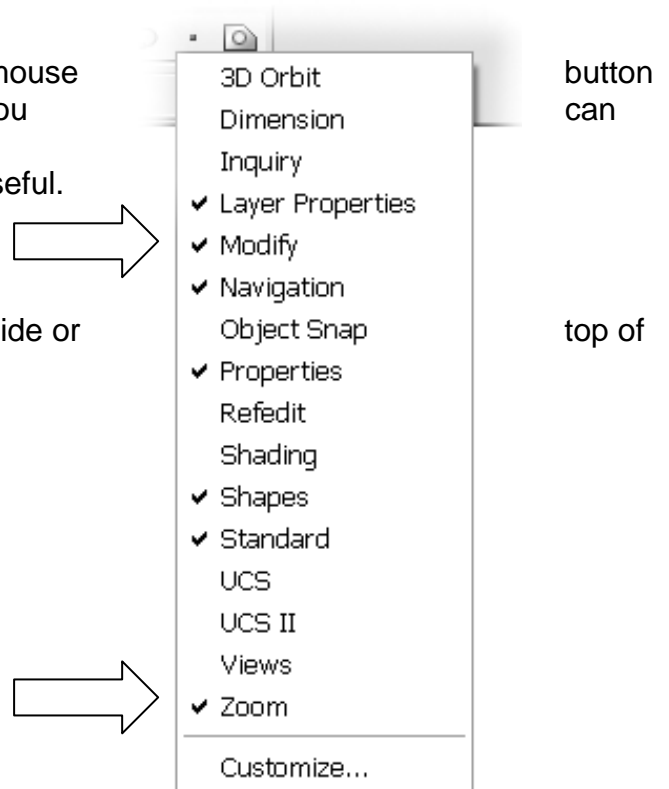 3D Orbit
nouse Dimension button
ou can
Inquiry
seful.
✔ Layer Properties
✔ Modify
✔ Navigation
ide or Object Snap top of
✔ Properties
Refedit
Shading
✔ Shapes
✔ Standard
UCS
UCS II
Views
✔ Zoom
Customize...